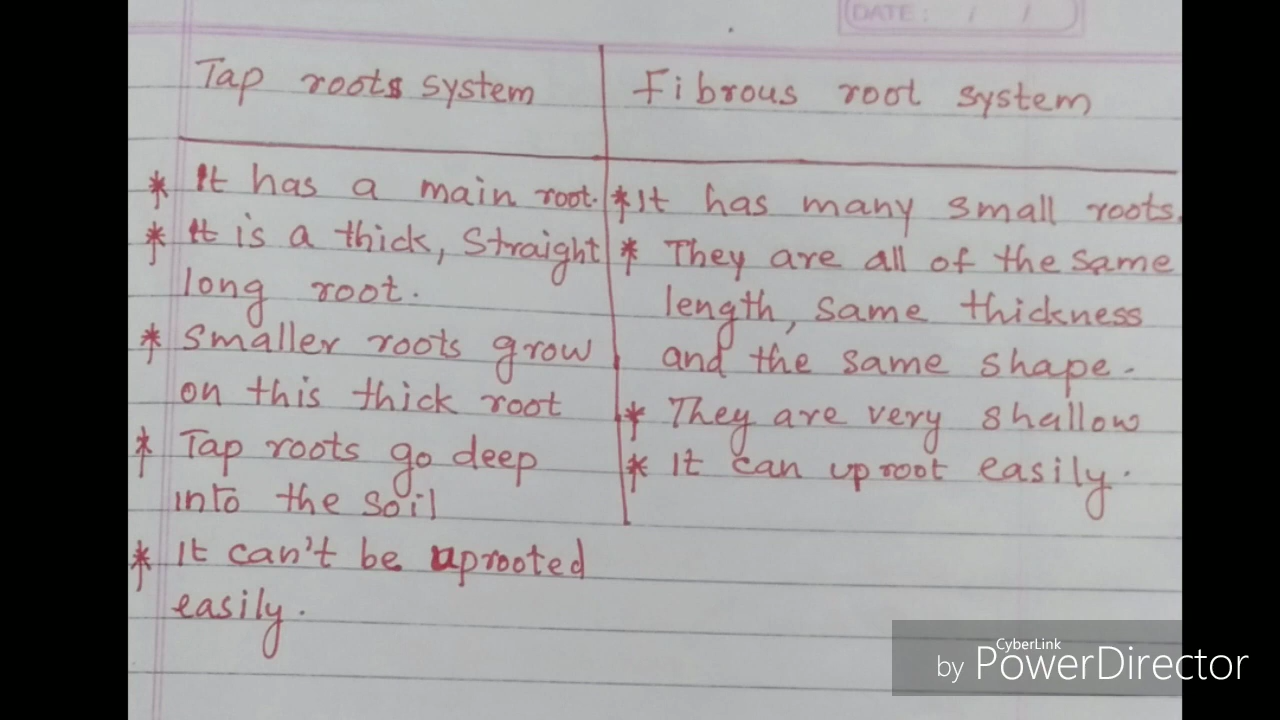 DATE: / /
Tap roots system
Fibrous root system
* It has a main root.
* It is a thick, Straight
long root.
* Smaller roots grow
on this thick root
* Tap roots go deep
into the soil
* It can't be uprooted
easily.
* It has many small roots.
* They are all of the same
length, same thickness
and the same shape.
* They are very shallow
* It can uproot easily.
CyberLink
by PowerDirector